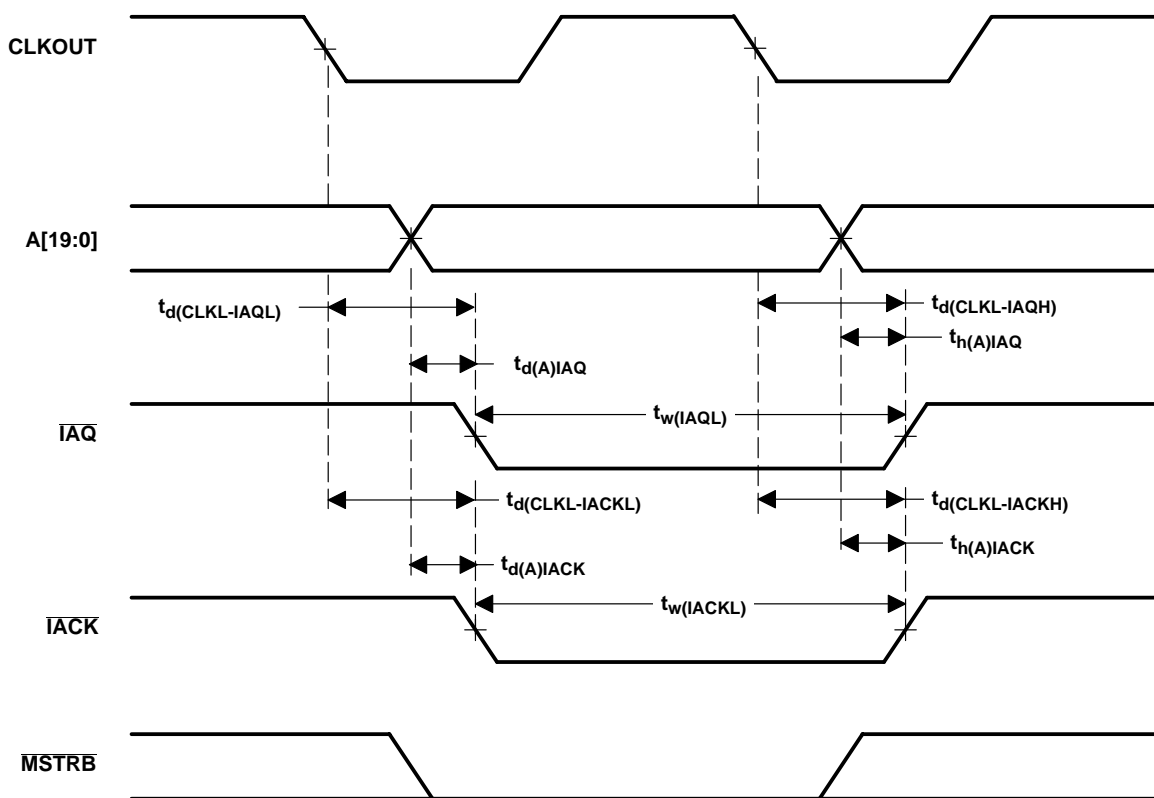 CLKOUT
A[19:0]
td(CLKL-IAQL)
td(CLKL-IAQH)
th(A)IAQ
td(A)IAQ
tw(IAQL)
IAQ
td(CLKL-IACKL)
td(CLKL-IACKH)
th(A)IACK
td(A)IACK
tw(IACKL)
IACK
MSTRB